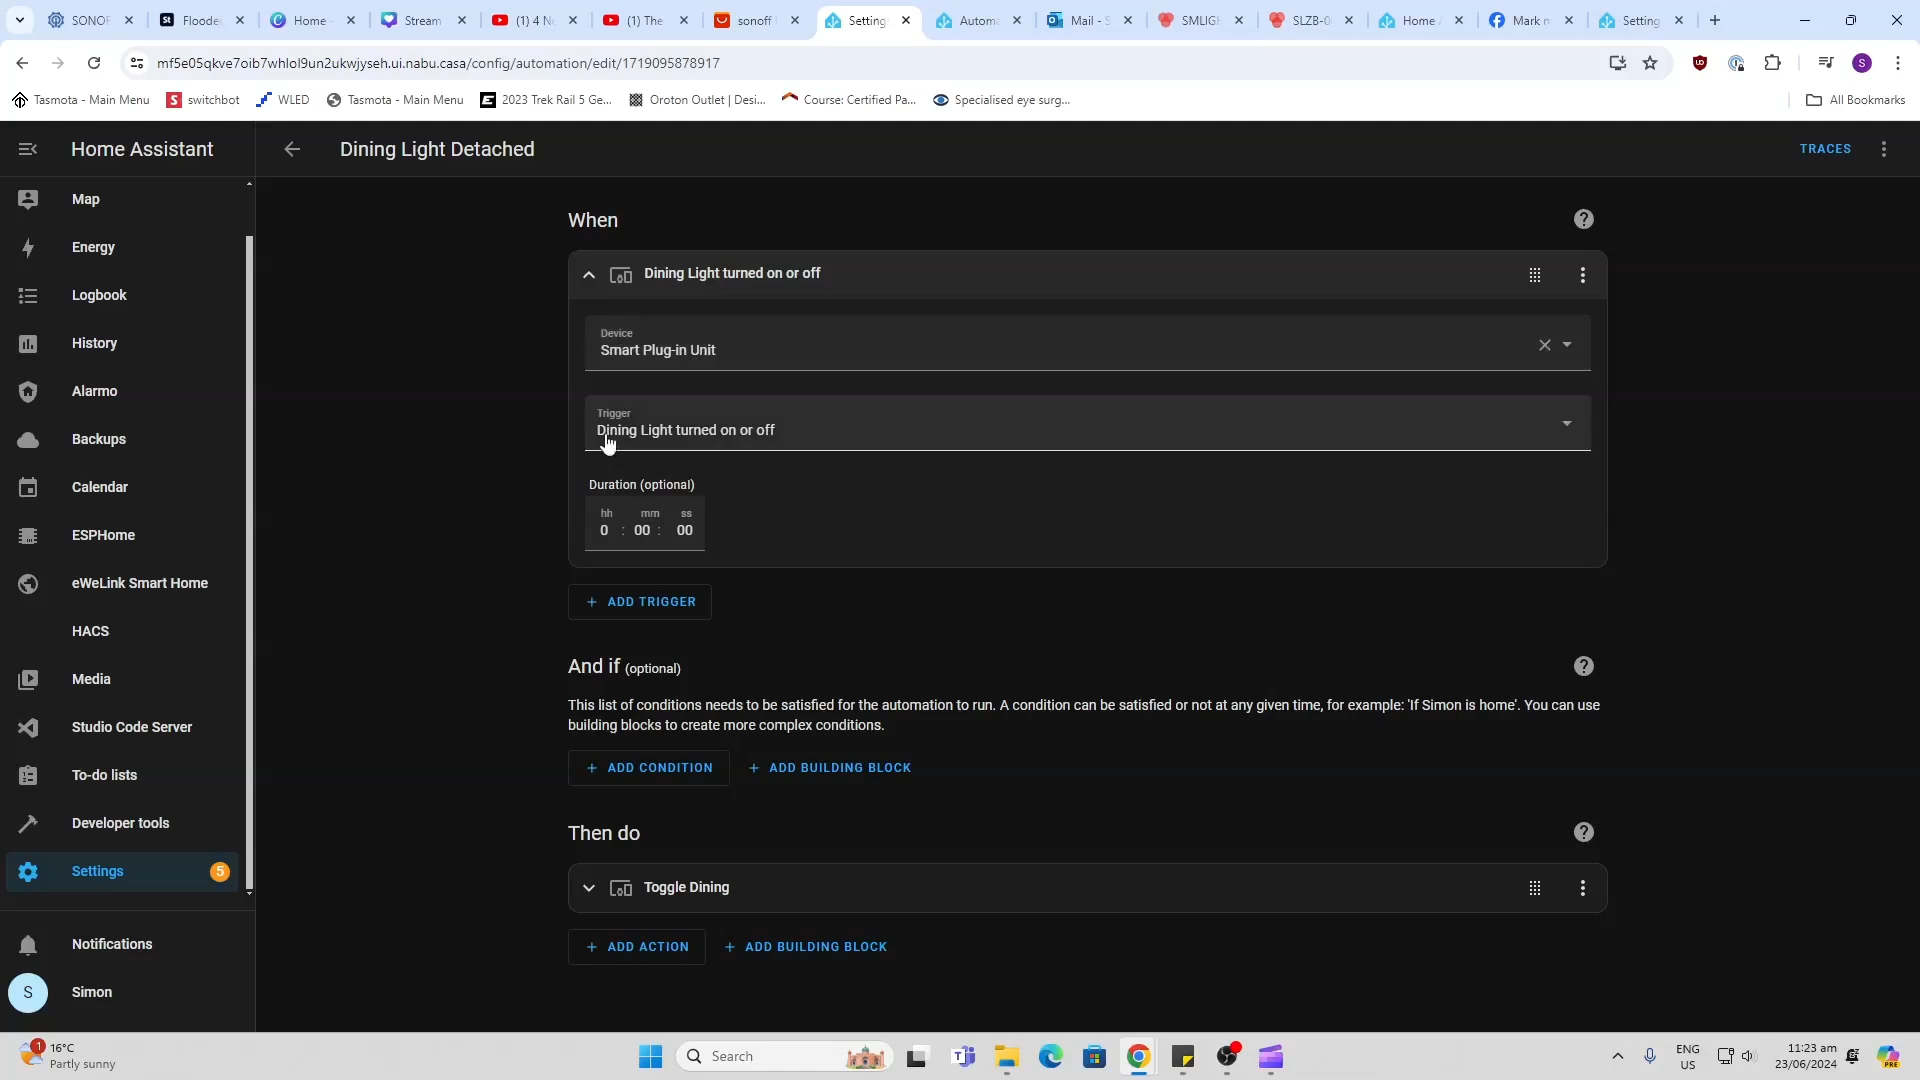 SONOF
Floode
Home -
Stream
(1) 4 N
(1) The
sonoff
Setting
Autom
Mail - S
SMLIGH
SLZB-0
Home A
Mark n
Setting
mf5e05qkve7oib7whlol9un2ukwjyseh.ui.nabu.casa/config/automation/edit/1719095878917
S
Tasmota - Main Menu
switchbot
WLED
Tasmota - Main Menu
2023 Trek Rail 5 Ge...
Oroton Outlet | Desi...
Course: Certified Pa...
Specialised eye surg...
All Bookmarks
Home Assistant
Dining Light Detached
TRACES
Map
Energy
Logbook
History
Alarmo
Backups
Calendar
ESPHome
eWeLink Smart Home
HACS
Media
Studio Code Server
To-do lists
Developer tools
Settings
5
Notifications
S
Simon
When
Dining Light turned on or off
Device
Smart Plug-in Unit
Trigger
Dining Light turned on or off
Duration (optional)
hh mm ss
0 : 00 : 00
+ ADD TRIGGER
And if (optional)
This list of conditions needs to be satisfied for the automation to run. A condition can be satisfied or not at any given time, for example: 'If Simon is home'. You can use
building blocks to create more complex conditions.
+ ADD CONDITION
+ ADD BUILDING BLOCK
Then do
Toggle Dining
+ ADD ACTION
+ ADD BUILDING BLOCK
1
16°C
Partly sunny
Search
ENG
US
11:23 am
23/06/2024
PRE